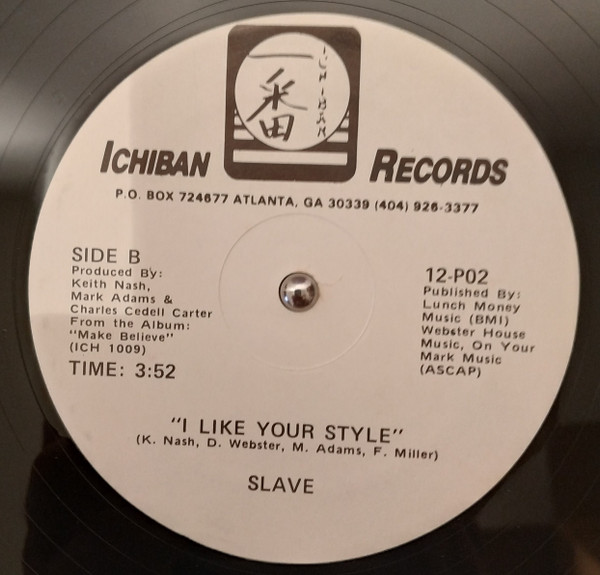 一番
ICHIBAN
ICHIBAN RECORDS
P.O. BOX 724677 ATLANTA, GA 30339 (404) 926-3377
SIDE B
Produced By:
Keith Nash,
Mark Adams &
Charles Cedell Carter
From the Album:
"Make Believe"
(ICH 1009)
TIME: 3:52
12-P02
Published By:
Lunch Money
Music (BMI)
Webster House
Music, On Your
Mark Music
(ASCAP)
"I LIKE YOUR STYLE"
(K. Nash, D. Webster, M. Adams, F. Miller)
SLAVE